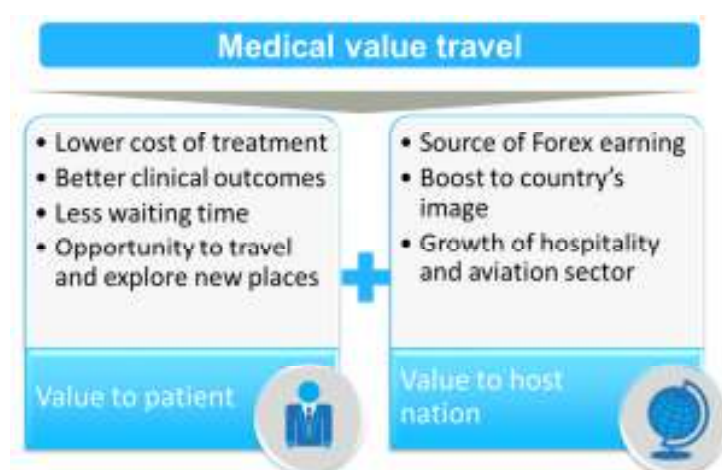 Medical value travel
• Lower cost of treatment
• Better clinical outcomes
• Less waiting time
• Opportunity to travel
and explore new places
Value to patient
• Source of Forex earning
• Boost to country's
image
• Growth of hospitality
and aviation sector
Value to host
nation